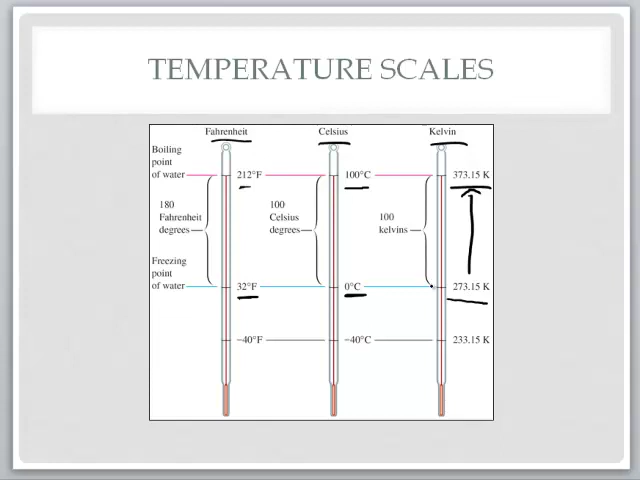 TEMPERATURE SCALES
Fahrenheit Celsius Kelvin
Boiling
point
of water 212°F 100°C 373.15 K
180 100 100
Fahrenheit Celsius kelvins
degrees degrees
Freezing
point
of water 32°F 0°C 273.15 K
−40°F −40°C 233.15 K